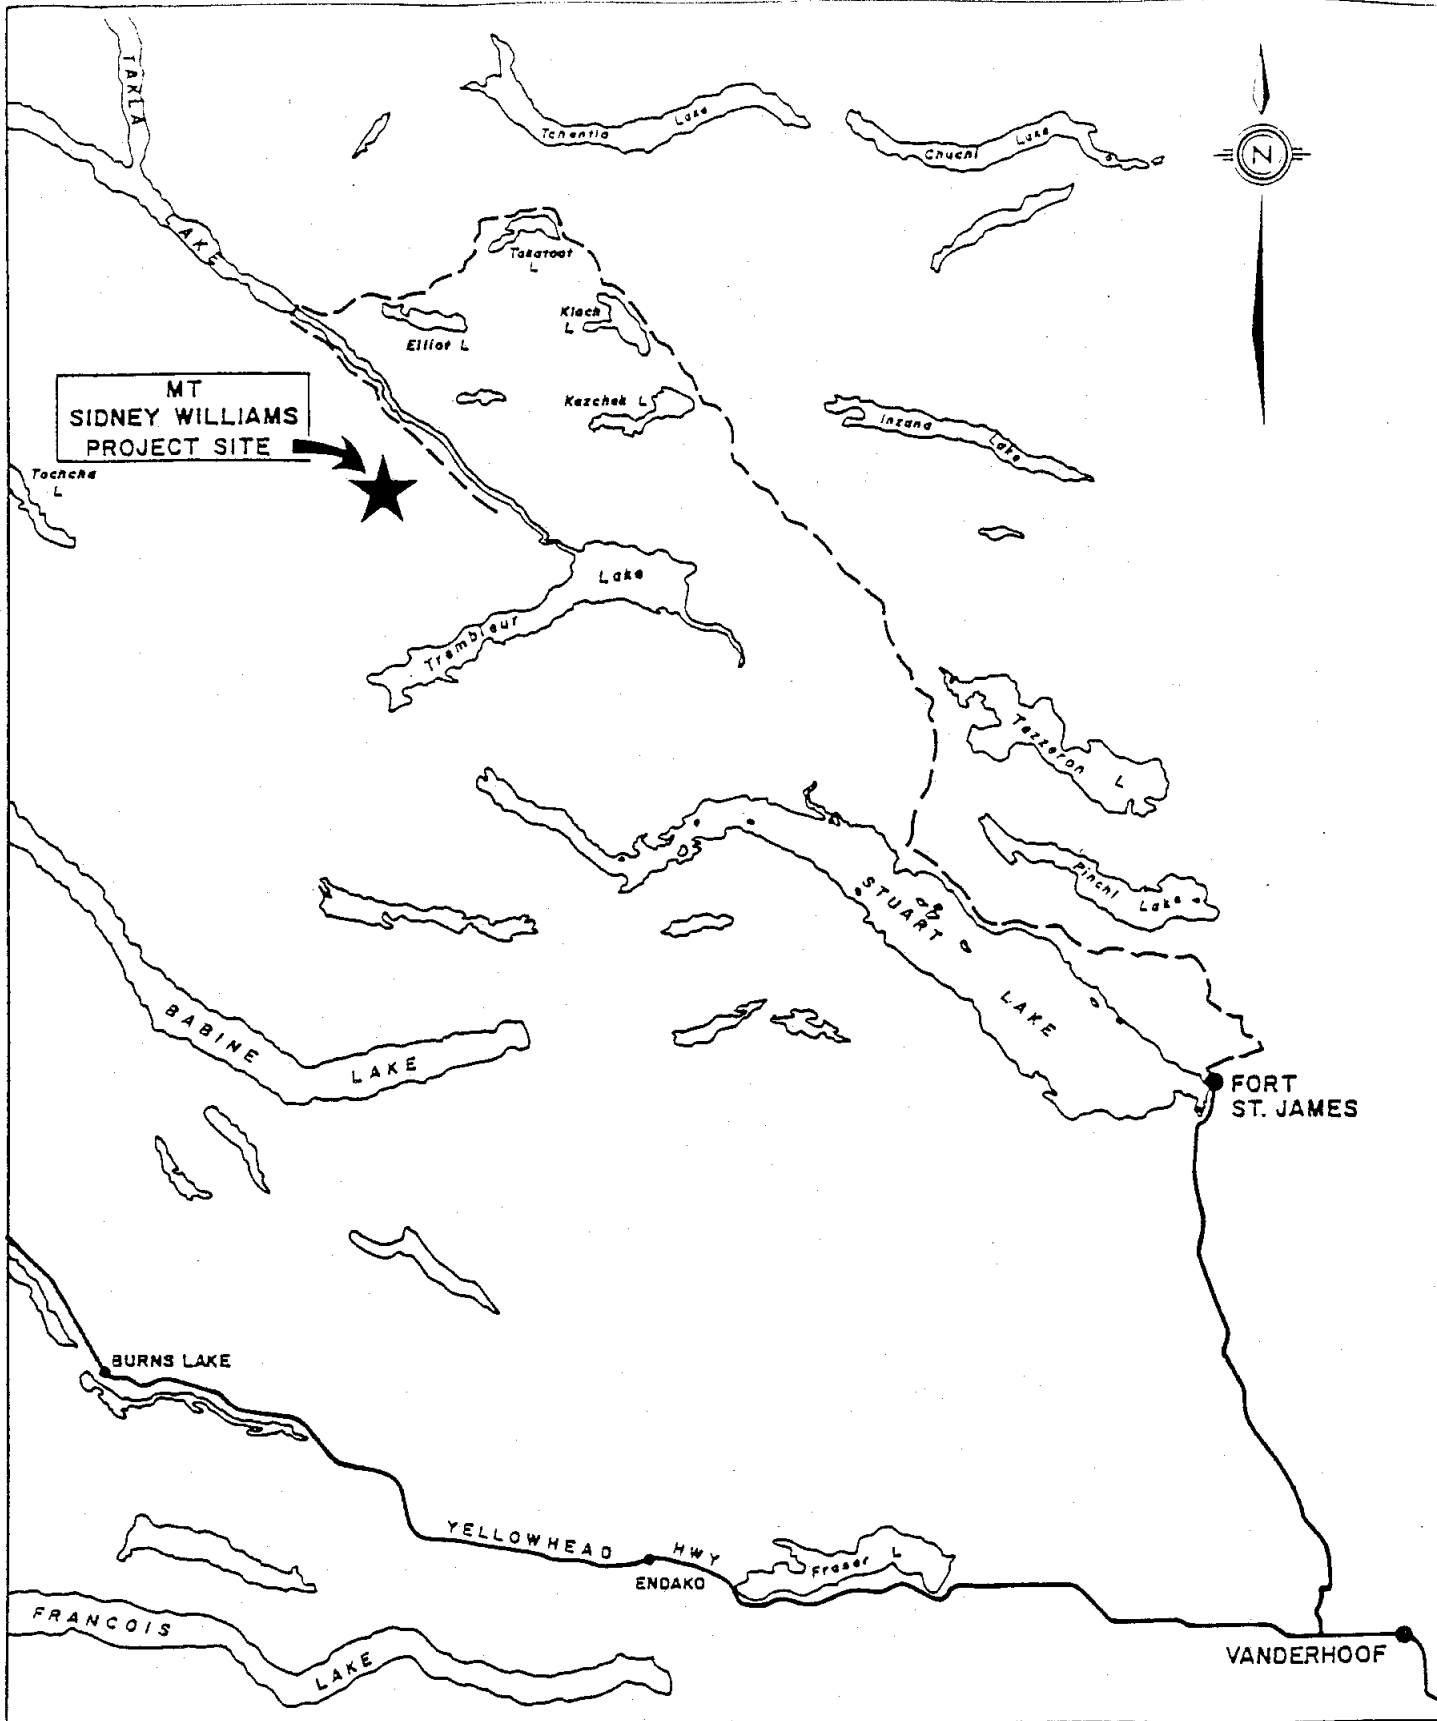 TAKLA
AKE
Tchentlo Lake
Chuchi Lake
N
Takatoot
L
Klach
L
Elliot L
MT
SIDNEY WILLIAMS
PROJECT SITE
Kazchek L
Inzana Lake
Tochcha
L
Trembleur Lake
Tezzeron L
Pinchi Lake
STUART
LAKE
BABINE LAKE
FORT
ST. JAMES
BURNS LAKE
YELLOWHEAD HWY
ENDAKO
Fraser L
FRANCOIS LAKE
VANDERHOOF